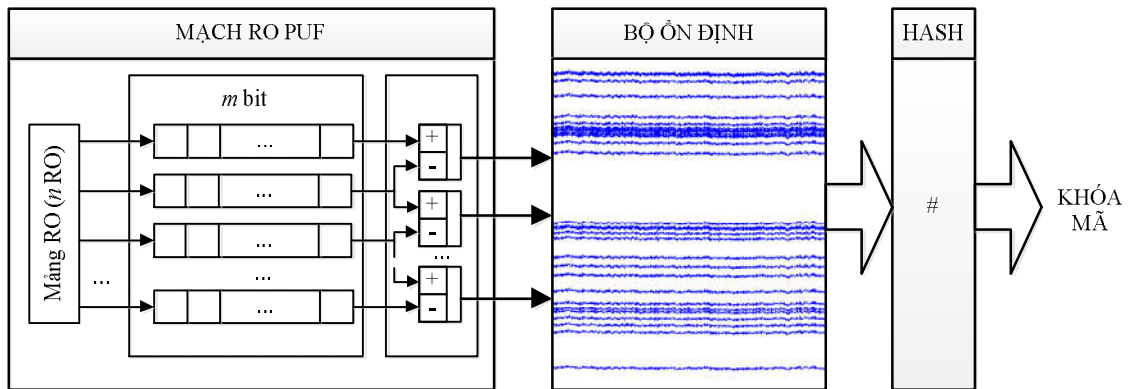 MẠCH RO PUF
BỘ ỔN ĐỊNH
HASH
m bit
Mảng RO (n RO)
...
...
...
...
...
...
...
+
-
+
-
+
-
#
KHÓA
MÃ